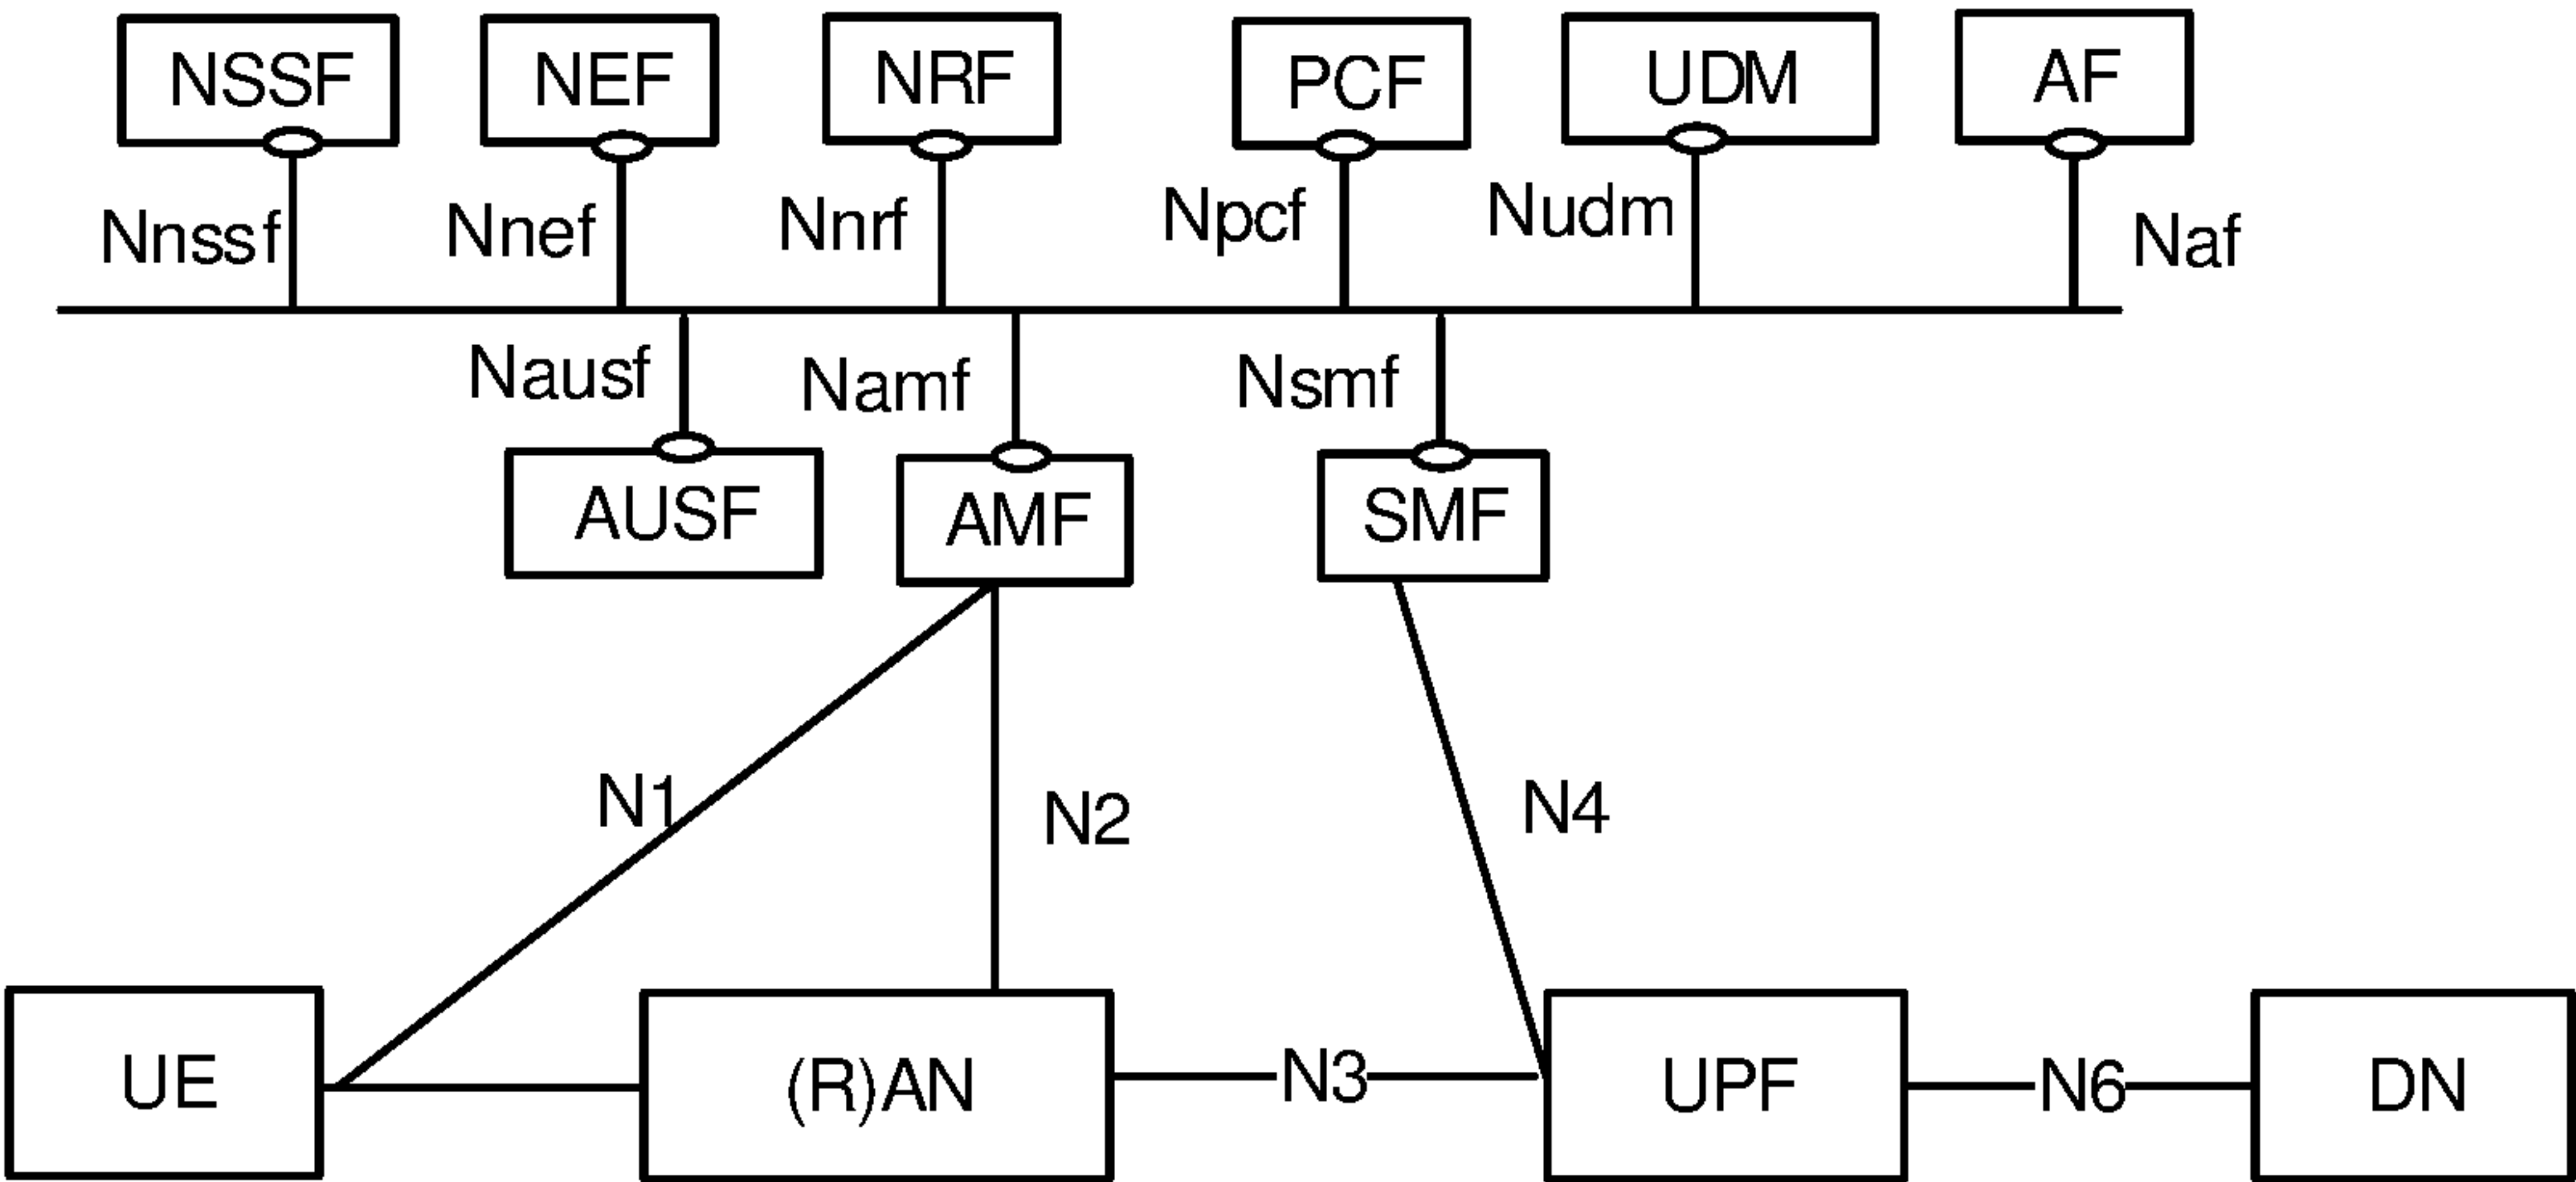 NSSF NEF NRF PCF UDM AF
Nnssf Nnef Nnrf Npcf Nudm Naf
Nausf Namf Nsmf
AUSF AMF SMF
N1 N2 N4
UE (R)AN N3 UPF N6 DN